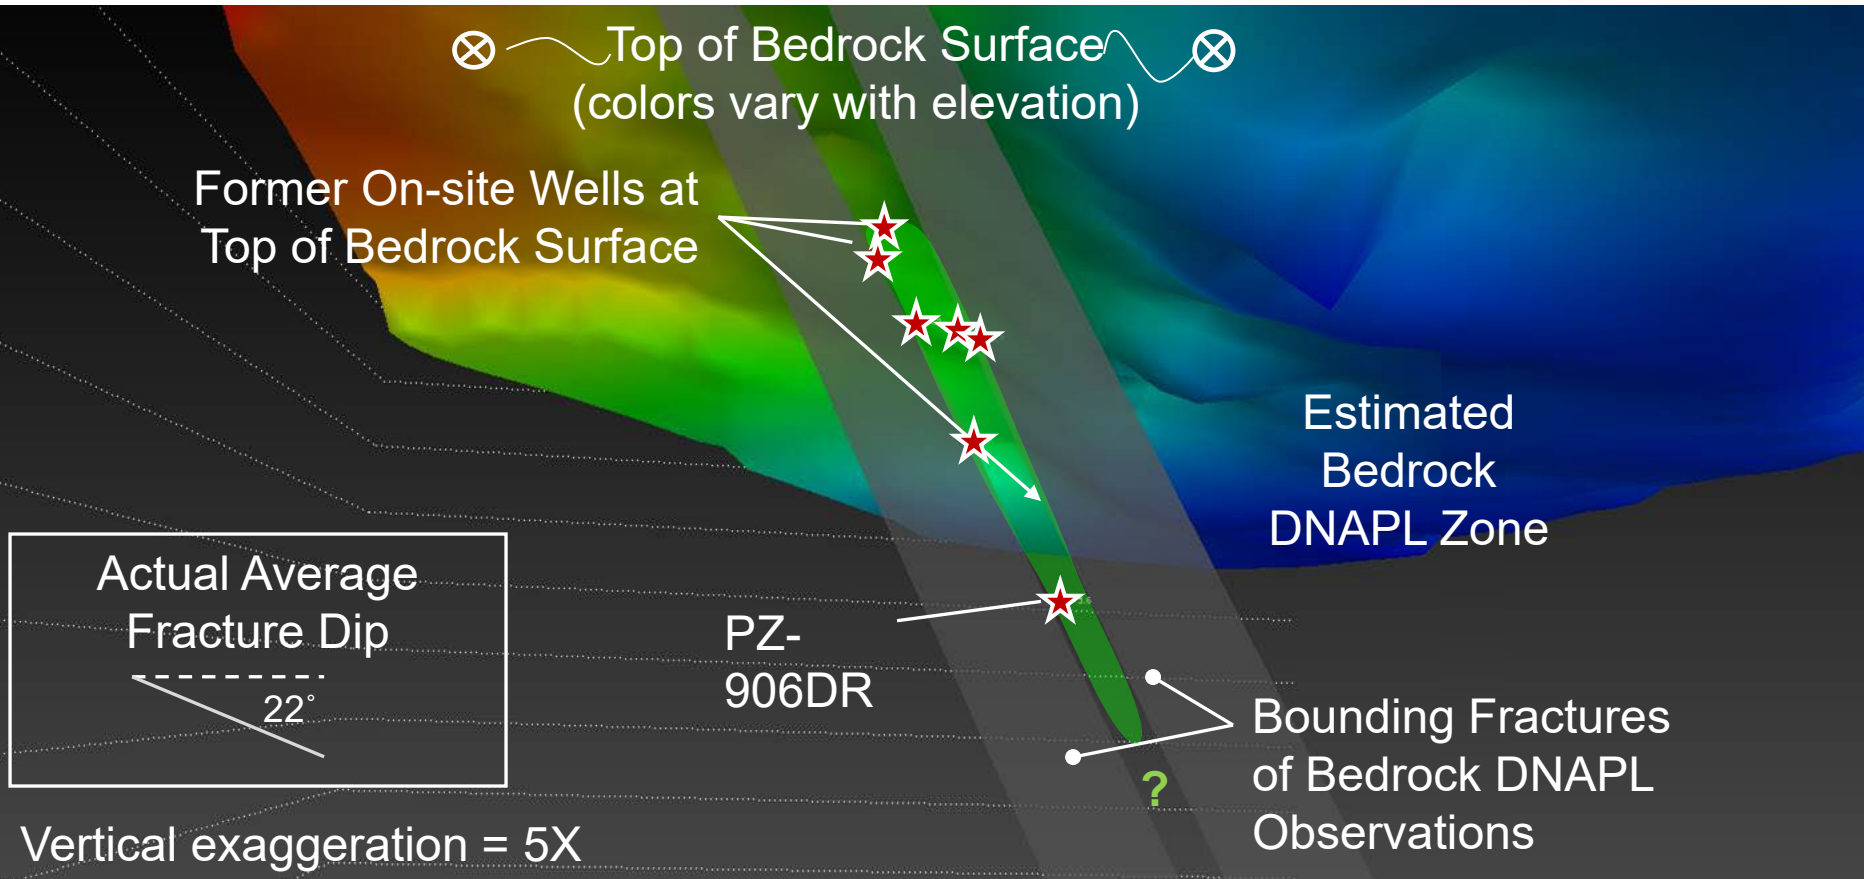 Top of Bedrock Surface
(colors vary with elevation)
Former On-site Wells at
Top of Bedrock Surface
Estimated
Bedrock
DNAPL Zone
Actual Average
Fracture Dip
22°
PZ-
906DR
Bounding Fractures
of Bedrock DNAPL
Observations
?
Vertical exaggeration = 5X